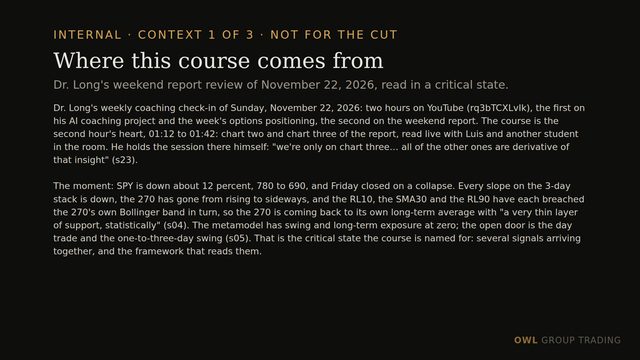 INTERNAL · CONTEXT 1 OF 3 · NOT FOR THE CUT
Where this course comes from
Dr. Long's weekend report review of November 22, 2026, read in a critical state.
Dr. Long's weekly coaching check-in of Sunday, November 22, 2026: two hours on YouTube (rq3bTCXLvlk), the first on
his AI coaching project and the week's options positioning, the second on the weekend report. The course is the
second hour's heart, 01:12 to 01:42: chart two and chart three of the report, read live with Luis and another student
in the room. He holds the session there himself: "we're only on chart three... all of the other ones are derivative of
that insight" (s23).
The moment: SPY is down about 12 percent, 780 to 690, and Friday closed on a collapse. Every slope on the 3-day
stack is down, the 270 has gone from rising to sideways, and the RL10, the SMA30 and the RL90 have each breached
the 270's own Bollinger band in turn, so the 270 is coming back to its own long-term average with "a very thin layer
of support, statistically" (s04). The metamodel has swing and long-term exposure at zero; the open door is the day
trade and the one-to-three-day swing (s05). That is the critical state the course is named for: several signals arriving
together, and the framework that reads them.
OWL GROUP TRADING